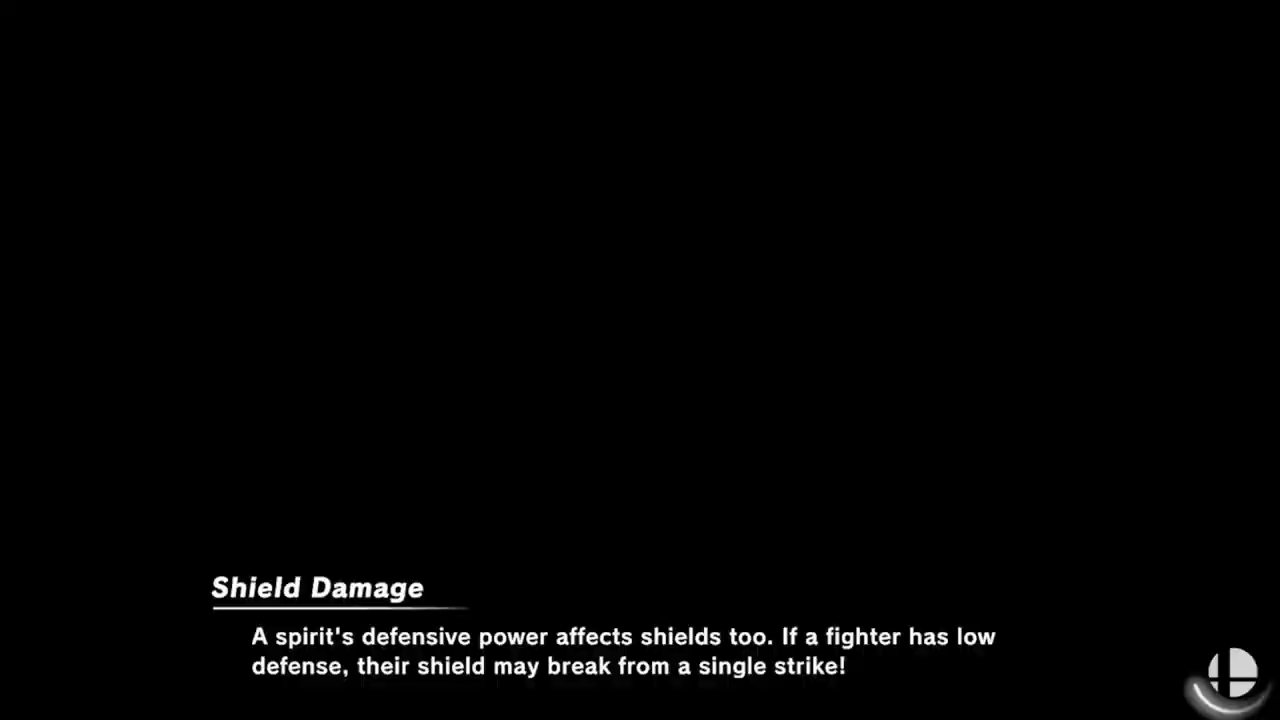 Shield Damage
A spirit's defensive power affects shields too. If a fighter has low
defense, their shield may break from a single strike!